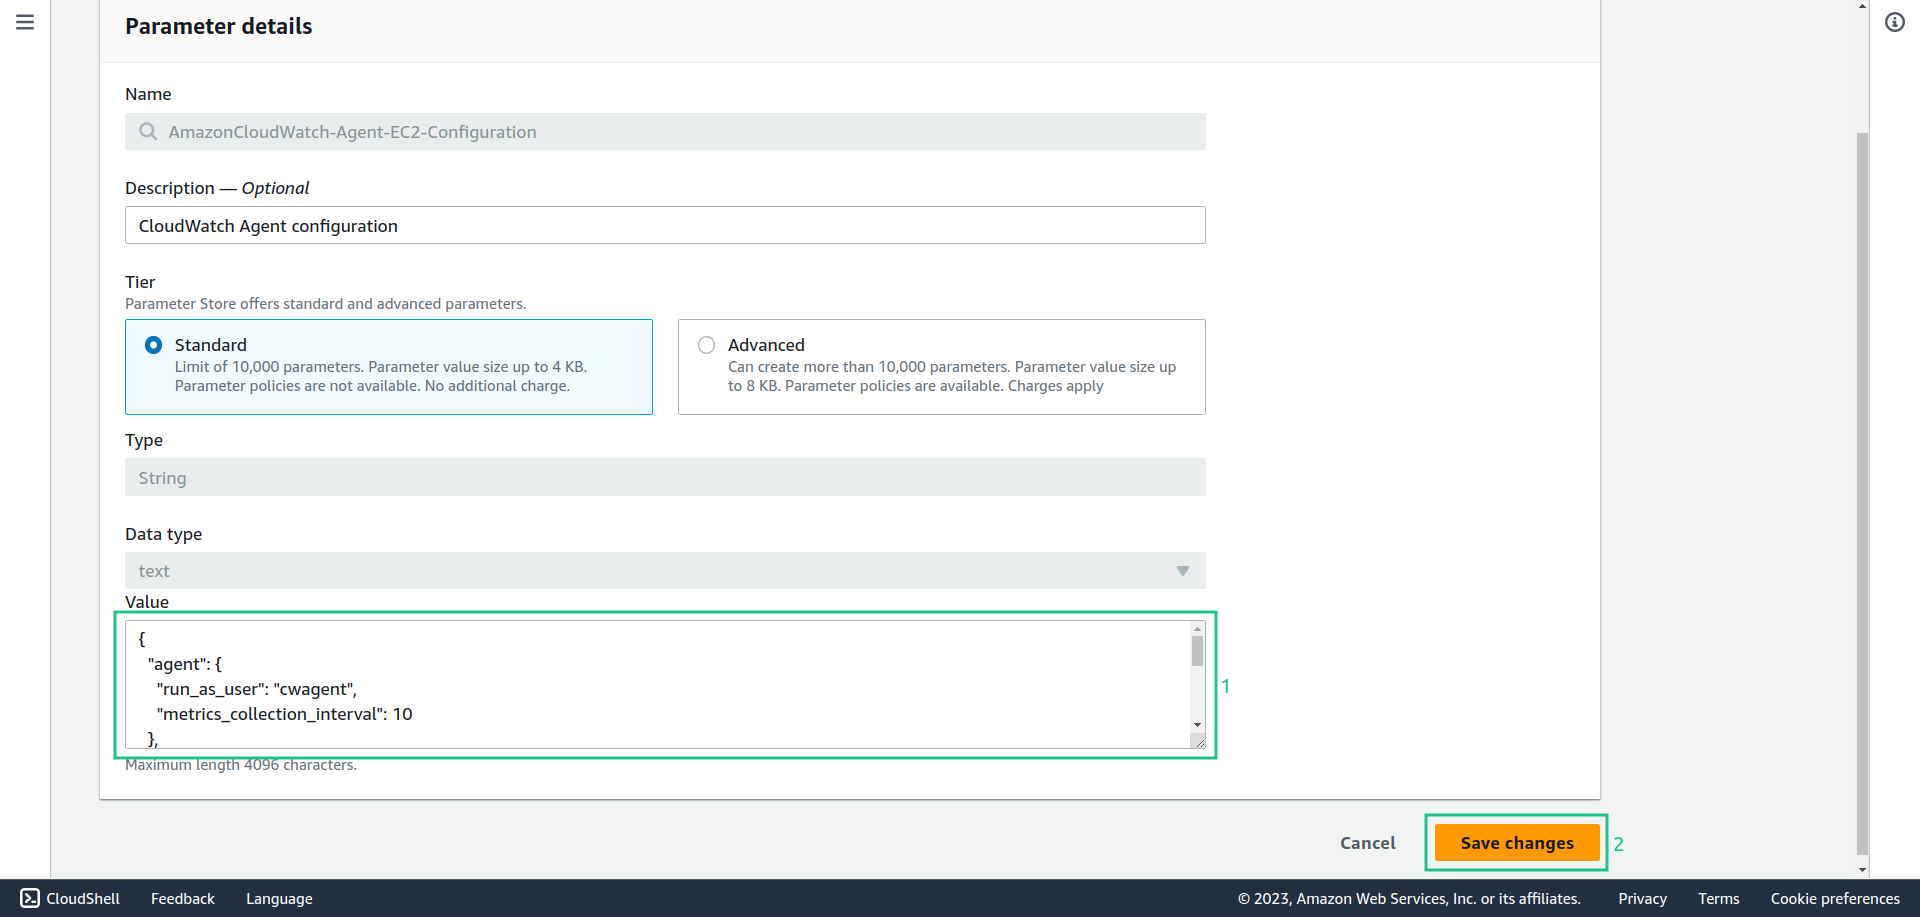 Parameter details
Name
AmazonCloudWatch-Agent-EC2-Configuration
Description — Optional
CloudWatch Agent configuration
Tier
Parameter Store offers standard and advanced parameters.
Standard
Limit of 10,000 parameters. Parameter value size up to 4 KB.
Parameter policies are not available. No additional charge.
Advanced
Can create more than 10,000 parameters. Parameter value size up
to 8 KB. Parameter policies are available. Charges apply
Type
String
Data type
text
Value
{
"agent": {
"run_as_user": "cwagent",
"metrics_collection_interval": 10
},
1
Maximum length 4096 characters.
Cancel
Save changes
2
CloudShell
Feedback
Language
© 2023, Amazon Web Services, Inc. or its affiliates.
Privacy
Terms
Cookie preferences